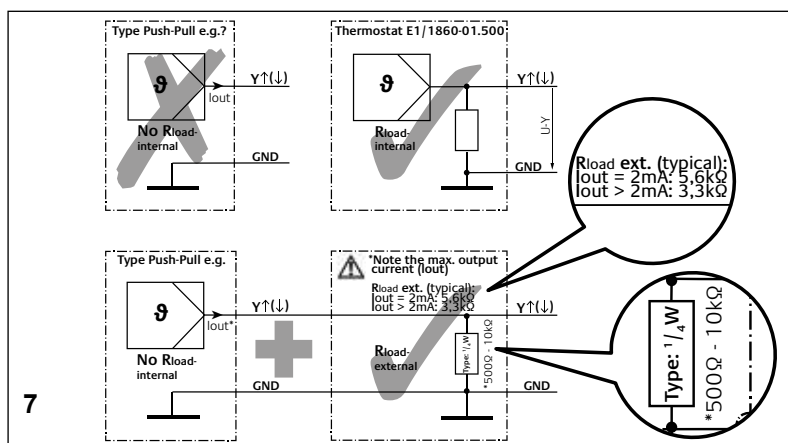 Type Push-Pull e.g.?
ϑ
Iout
Y↑(↓)
No Rload-
internal
GND
Thermostat E1/1860-01.500
ϑ
Y↑(↓)
Rload-
internal
U-Y
GND
Rload ext. (typical):
Iout = 2mA: 5,6kΩ
Iout > 2mA: 3,3kΩ
Type Push-Pull e.g.
ϑ
Iout*
Y↑(↓)
No Rload-
internal
GND
*Note the max. output
current (Iout)
Rload ext. (typical):
Iout = 2mA: 5,6kΩ
Iout > 2mA: 3,3kΩ
Y↑(↓)
Rload-
external
Type: 1/4W
*500Ω - 10kΩ
GND
Type: 1/4W
*500Ω - 10kΩ
7